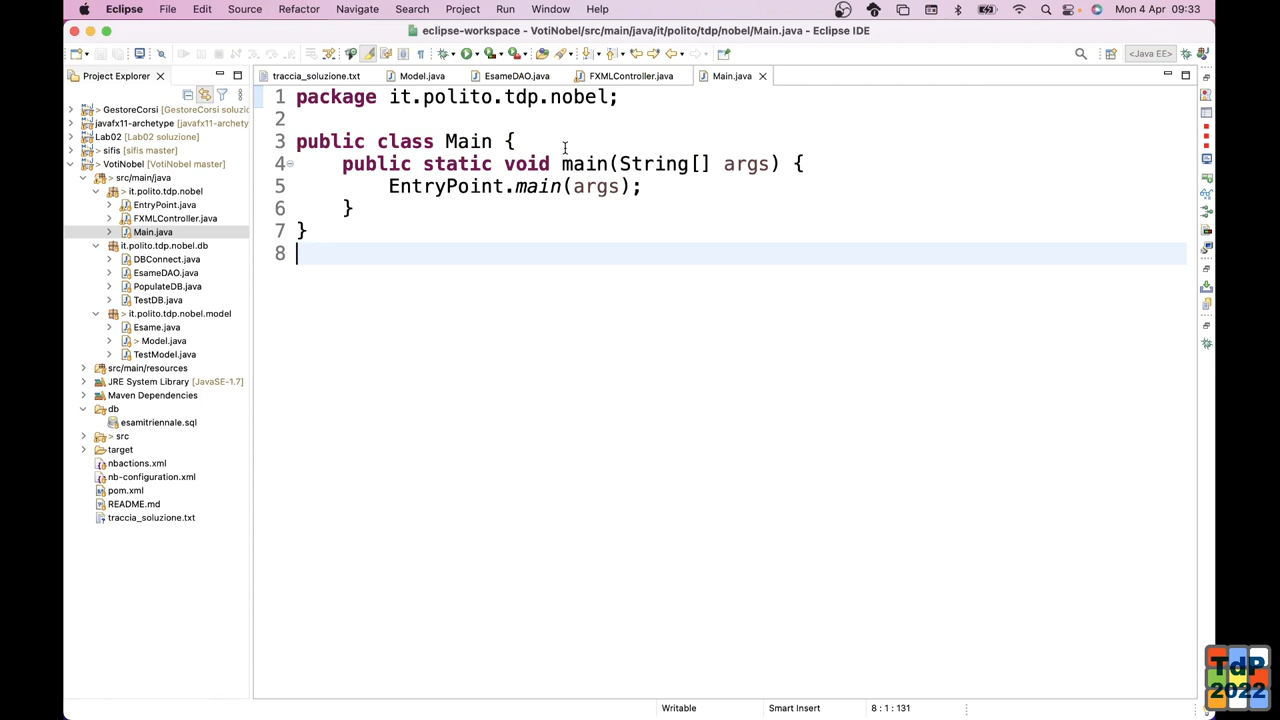 Eclipse File Edit Source Refactor Navigate Search Project Run Window Help Mon 4 Apr 09:33
eclipse-workspace - VotiNobel/src/main/java/it/polito/tdp/nobel/Main.java - Eclipse IDE
<Java EE>
Project Explorer
traccia_soluzione.txt Model.java EsameDAO.java FXMLController.java Main.java
> GestoreCorsi [GestoreCorsi soluzio
javafx11-archetype [javafx11-archety
Lab02 [Lab02 soluzione]
> sifis [sifis master]
> VotiNobel [VotiNobel master]
> src/main/java
> it.polito.tdp.nobel
EntryPoint.java
FXMLController.java
Main.java
it.polito.tdp.nobel.db
DBConnect.java
EsameDAO.java
PopulateDB.java
TestDB.java
> it.polito.tdp.nobel.model
Esame.java
> Model.java
TestModel.java
src/main/resources
JRE System Library [JavaSE-1.7]
Maven Dependencies
db
esamitriennale.sql
> src
target
nbactions.xml
nb-configuration.xml
pom.xml
README.md
traccia_soluzione.txt
1 package it.polito.tdp.nobel;
2
3 public class Main {
4 public static void main(String[] args) {
5 EntryPoint.main(args);
6 }
7 }
8
Writable Smart Insert 8 : 1 : 131
TdP
2022